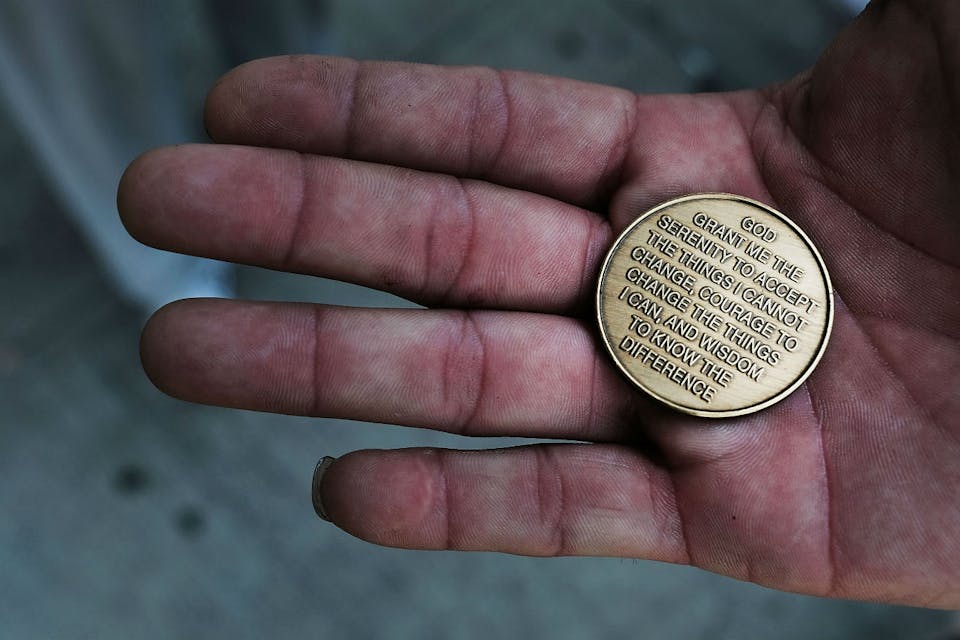 GOD
GRANT ME THE
SERENITY TO ACCEPT
THE THINGS I CANNOT
CHANGE, COURAGE TO
CHANGE THE THINGS
I CAN, AND WISDOM
TO KNOW THE
DIFFERENCE